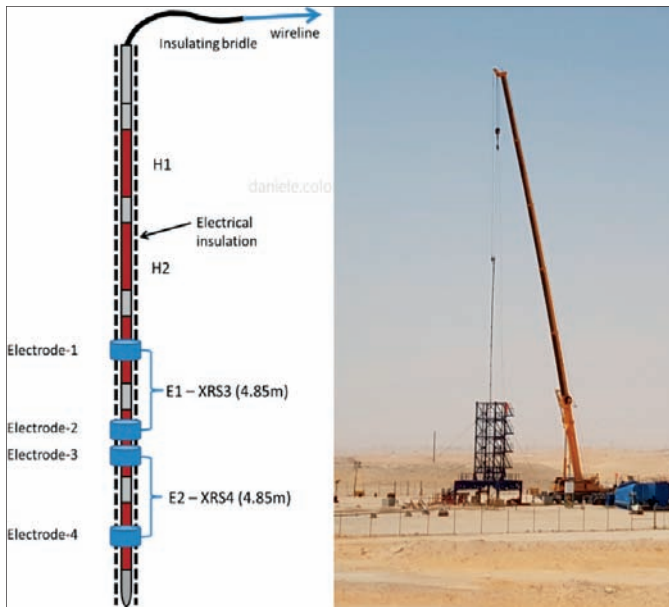 wireline
Insulating bridle
H1
daniele.colo
Electrical
insulation
H2
Electrode-1
E1 – XRS3 (4.85m)
Electrode-2
Electrode-3
E2 – XRS4 (4.85m)
Electrode-4